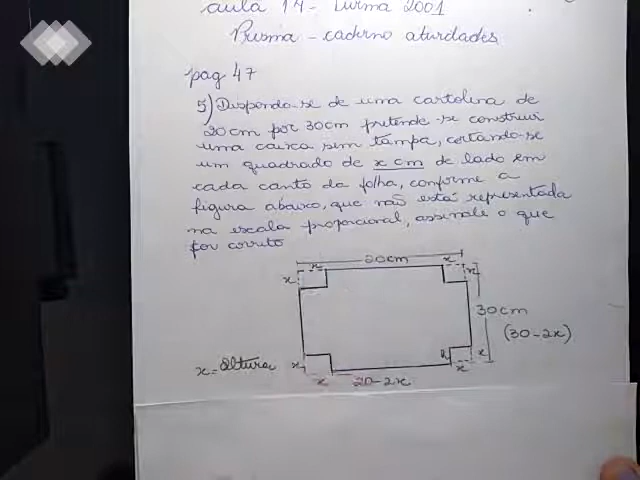 aula 14 - Turma 2001
Prisma - caderno atividades
pag 47
5) Dispondo-se de uma cartolina de
20cm por 30cm pretende-se construir
uma caixa sem tampa, cortando-se
um quadrado de x cm de lado em
cada canto da folha, conforme a
figura abaixo, que não está representada
na escala proporcional, assinale o que
for correto
20cm
x x
x x
30cm
(30-2x)
x = altura
x x x
x 20-2x x